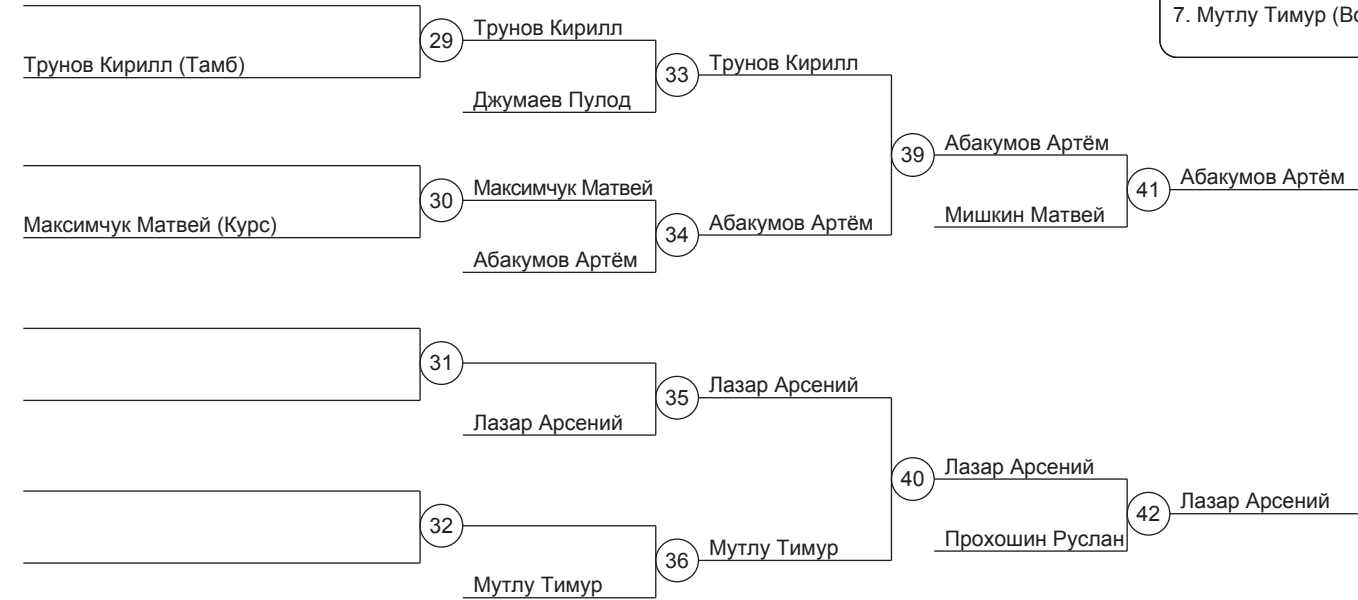 7. Мутлу Тимур (Во
29
Трунов Кирилл
Трунов Кирилл (Тамб)
33
Трунов Кирилл
Джумаев Пулод
39
Абакумов Артём
30
Максимчук Матвей
Максимчук Матвей (Курс)
34
Абакумов Артём
Абакумов Артём
Мишкин Матвей
41
Абакумов Артём
31
35
Лазар Арсений
Лазар Арсений
40
Лазар Арсений
32
36
Мутлу Тимур
Мутлу Тимур
Прохошин Руслан
42
Лазар Арсений